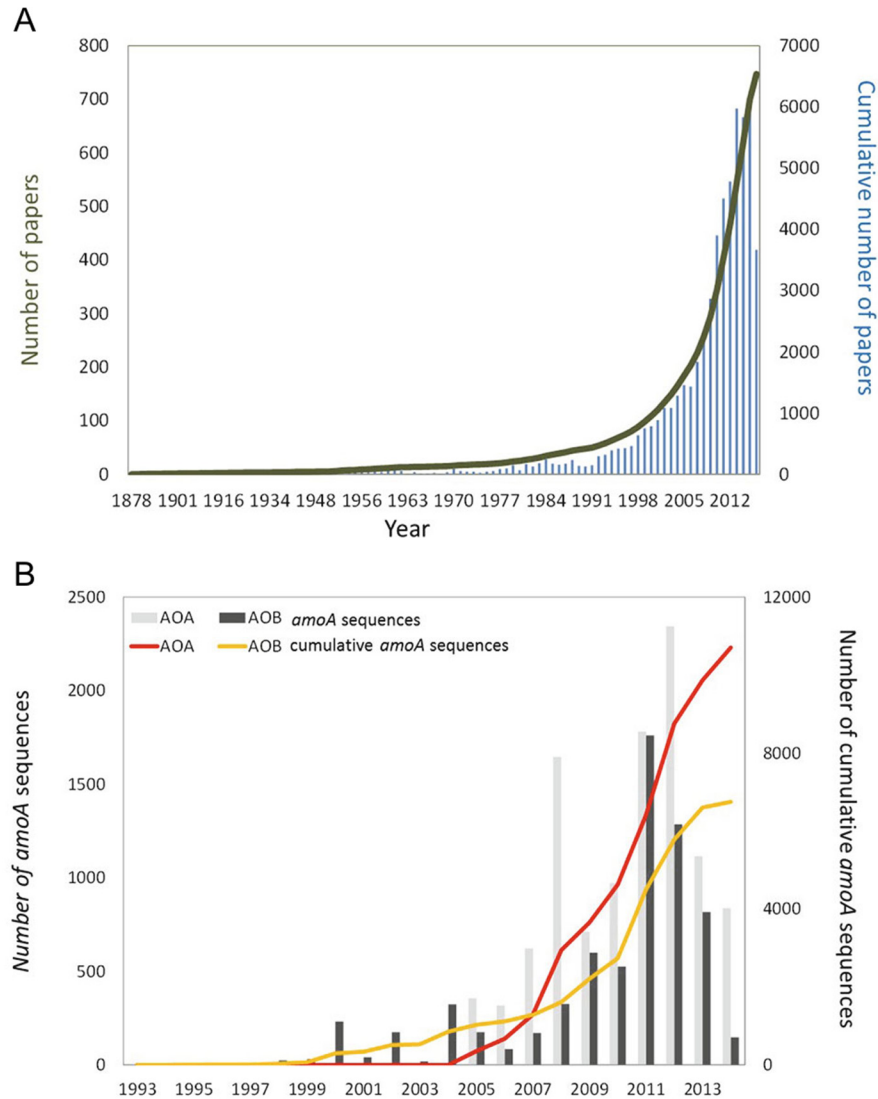 A
800
700
600
500
400
300
200
100
0
Number of papers
7000
6000
5000
4000
3000
2000
1000
0
Cumulative number of papers
1878 1901 1916 1934 1948 1956 1963 1970 1977 1984 1991 1998 2005 2012
Year
B
2500
2000
1500
1000
500
0
Number of amoA sequences
AOA AOB amoA sequences
AOA AOB cumulative amoA sequences
12000
8000
4000
0
Number of cumulative amoA sequences
1993 1995 1997 1999 2001 2003 2005 2007 2009 2011 2013